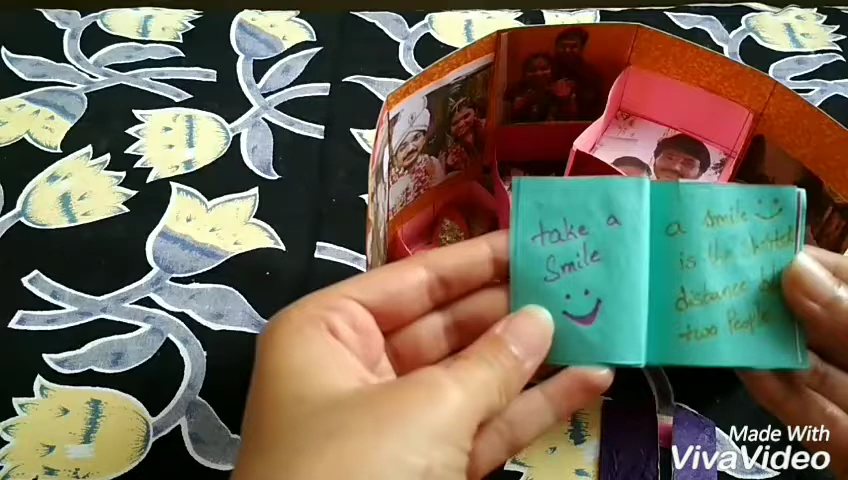 take a
Smile
a smile
is the
distance
two People
Made With
VivaVideo